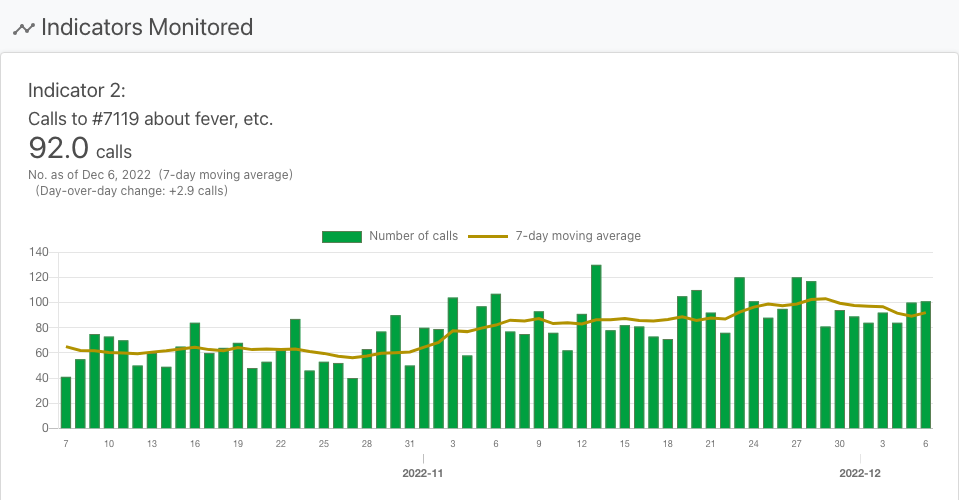 Indicators Monitored
Indicator 2:
Calls to #7119 about fever, etc.
92.0 calls
No. as of Dec 6, 2022 (7-day moving average)
(Day-over-day change: +2.9 calls)
Number of calls 7-day moving average
140
120
100
80
60
40
20
0
7 10 13 16 19 22 25 28 31 3 6 9 12 15 18 21 24 27 30 3 6
2022-11 2022-12